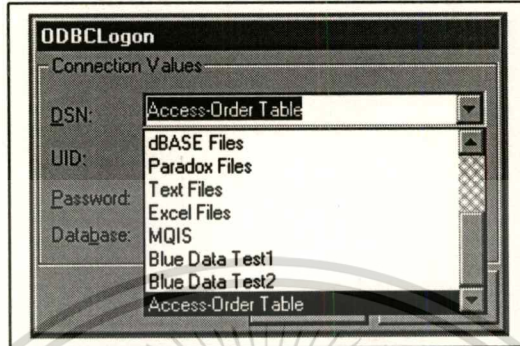 ODBCLogon
Connection Values
DSN:
Access-Order Table
UID:
Password:
Database:
dBASE Files
Paradox Files
Text Files
Excel Files
MQIS
Blue Data Test1
Blue Data Test2
Access-Order Table